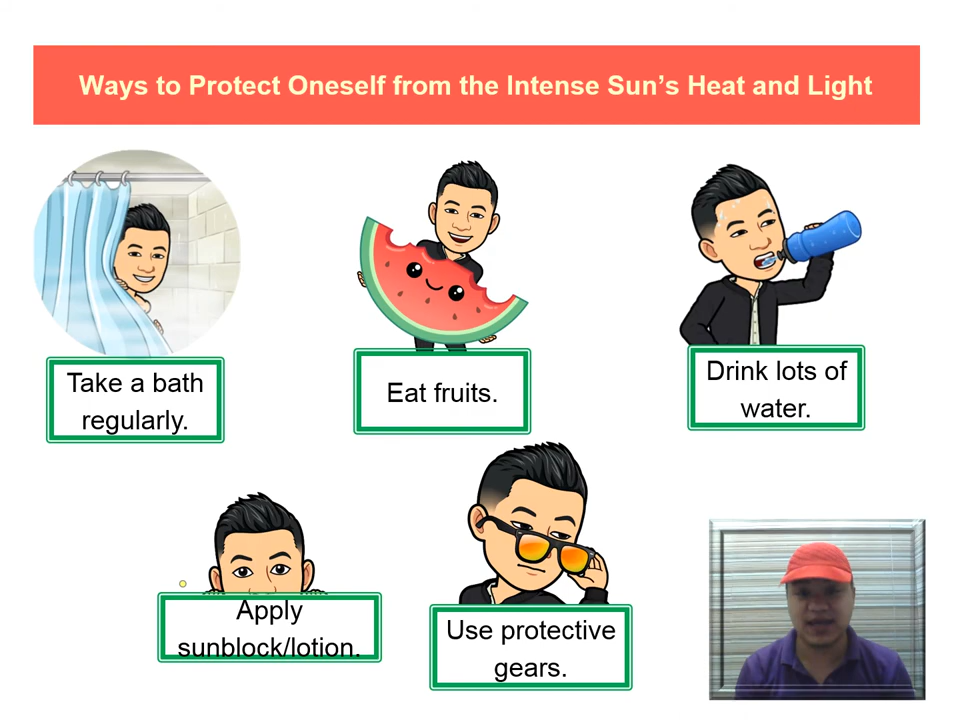 Ways to Protect Oneself from the Intense Sun's Heat and Light
Take a bath
regularly.
Eat fruits.
Drink lots of
water.
Apply
sunblock/lotion.
Use protective
gears.